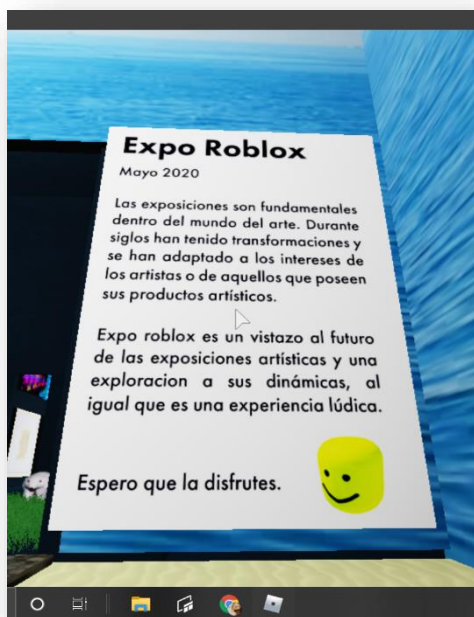 Expo Roblox
Mayo 2020
Las exposiciones son fundamentales
dentro del mundo del arte. Durante
siglos han tenido transformaciones y
se han adaptado a los intereses de
los artistas o de aquellos que poseen
sus productos artísticos.
Expo roblox es un vistazo al futuro
de las exposiciones artísticas y una
exploracion a sus dinámicas, al
igual que es una experiencia lúdica.
Espero que la disfrutes.